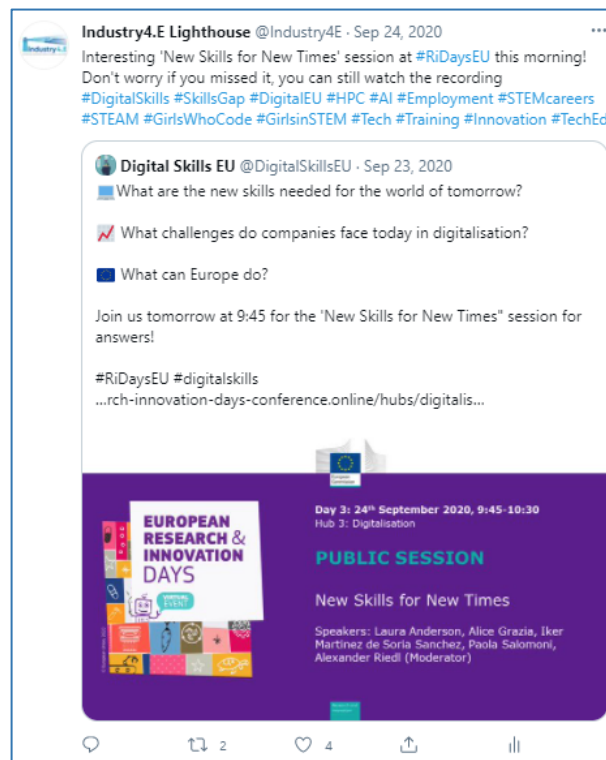 Industry4.E Lighthouse @Industry4E · Sep 24, 2020
Industry4.E
Interesting 'New Skills for New Times' session at #RiDaysEU this morning!
Don't worry if you missed it, you can still watch the recording
#DigitalSkills #SkillsGap #DigitalEU #HPC #AI #Employment #STEMcareers
#STEAM #GirlsWhoCode #GirlsinSTEM #Tech #Training #Innovation #TechEd
Digital Skills EU @DigitalSkillsEU · Sep 23, 2020
What are the new skills needed for the world of tomorrow?
What challenges do companies face today in digitalisation?
What can Europe do?
Join us tomorrow at 9:45 for the 'New Skills for New Times" session for
answers!
#RiDaysEU #digitalskills
...rch-innovation-days-conference.online/hubs/digitalis...
European
Commission
EUROPEAN
RESEARCH &
INNOVATION
DAYS
VIRTUAL
EVENT
Day 3: 24th September 2020, 9:45-10:30
Hub 3: Digitalisation
PUBLIC SESSION
New Skills for New Times
Speakers: Laura Anderson, Alice Grazia, Iker
Martinez de Soria Sanchez, Paola Salomoni,
Alexander Riedl (Moderator)
2
4